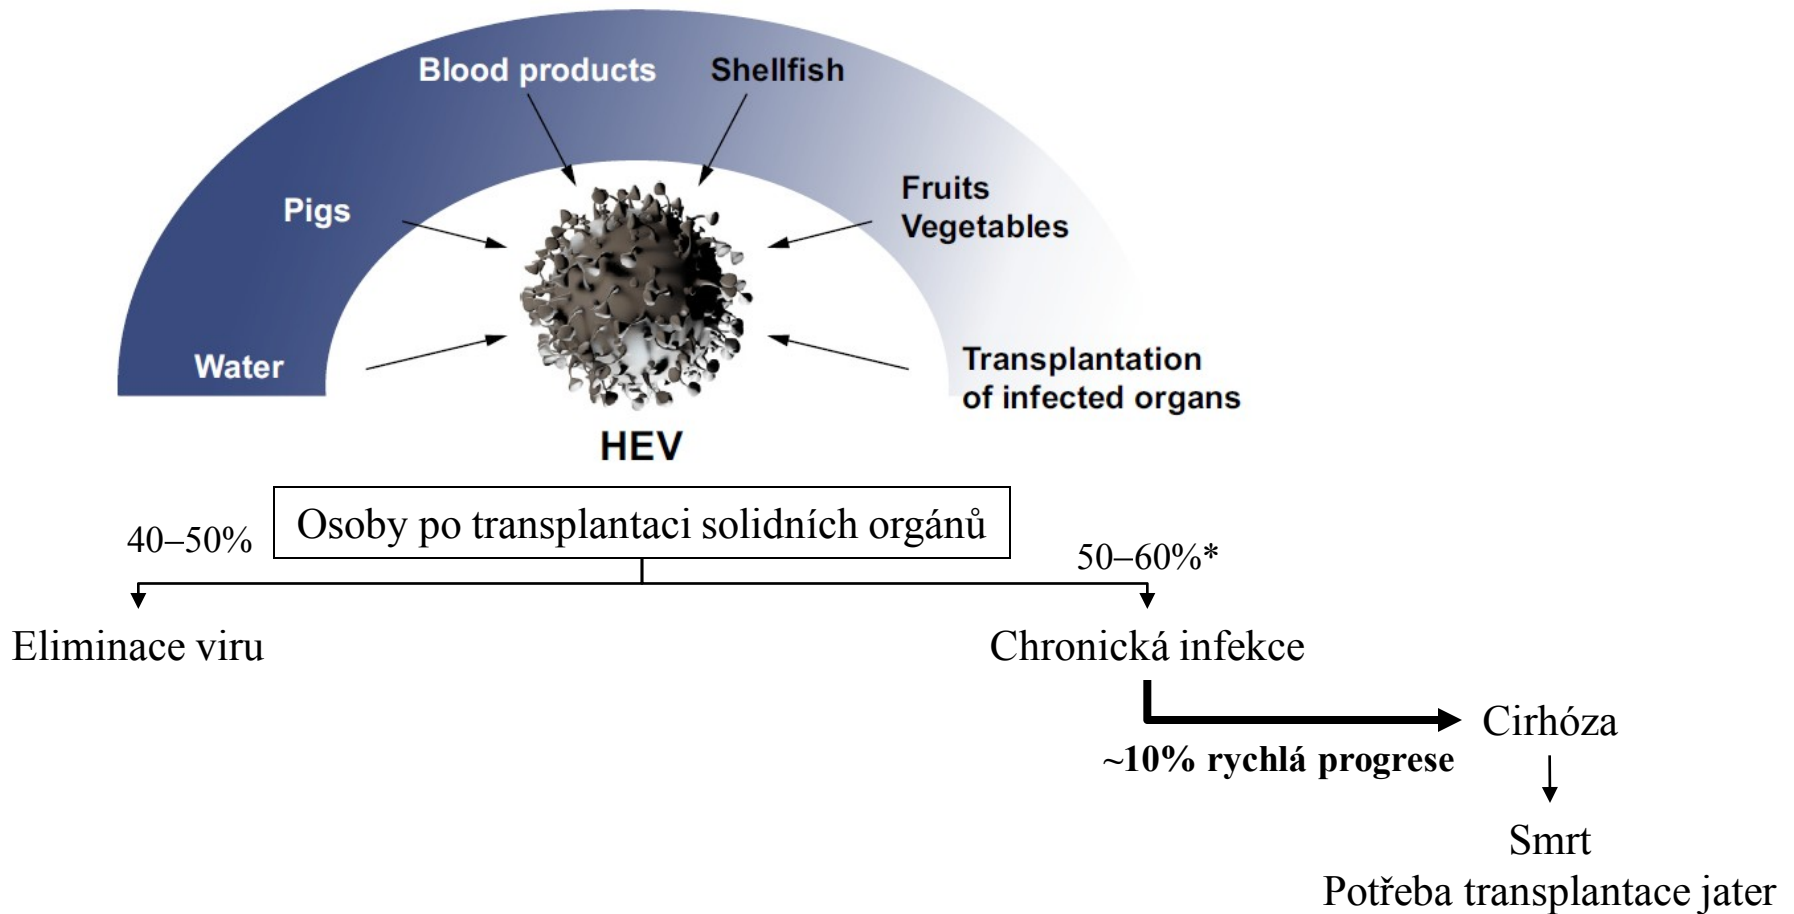 Blood products
Shellfish
Pigs
Fruits
Vegetables
Water
Transplantation
of infected organs
HEV
Osoby po transplantaci solidních orgánů
40–50%
50–60%*
Eliminace viru
Chronická infekce
Cirhóza
~10% rychlá progrese
Smrt
Potřeba transplantace jater